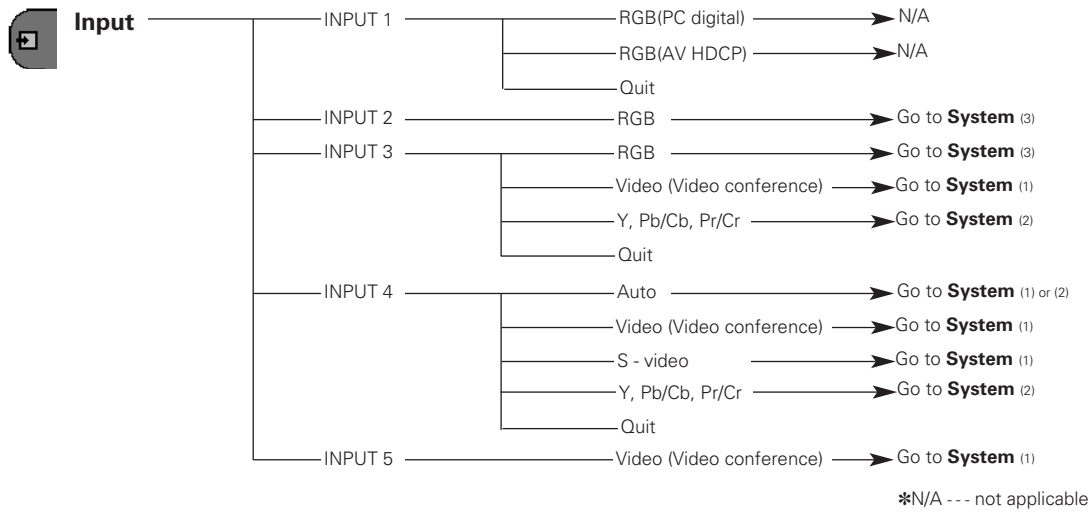 Input INPUT 1 RGB(PC digital) N/A
RGB(AV HDCP) N/A
Quit
INPUT 2 RGB Go to System (3)
INPUT 3 RGB Go to System (3)
Video (Video conference) Go to System (1)
Y, Pb/Cb, Pr/Cr Go to System (2)
Quit
INPUT 4 Auto Go to System (1) or (2)
Video (Video conference) Go to System (1)
S - video Go to System (1)
Y, Pb/Cb, Pr/Cr Go to System (2)
Quit
INPUT 5 Video (Video conference) Go to System (1)
✽N/A - - - not applicable